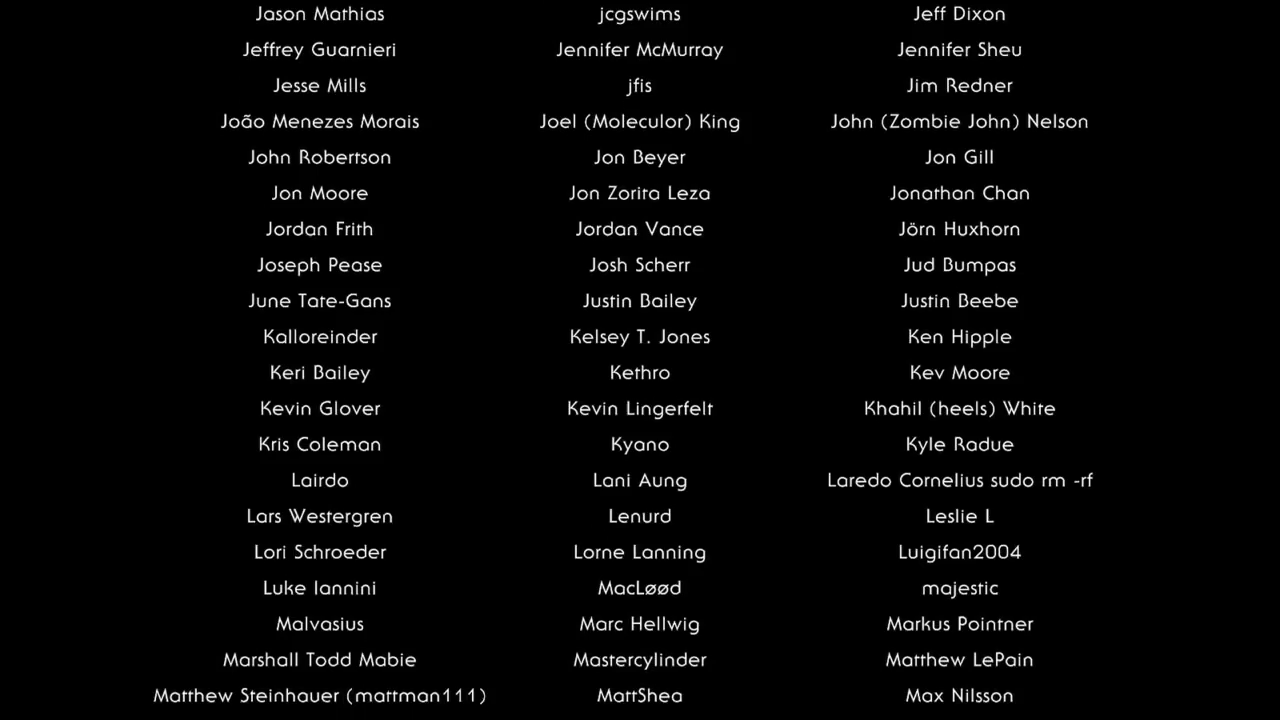 Jason Mathias jcgswims Jeff Dixon
Jeffrey Guarnieri Jennifer McMurray Jennifer Sheu
Jesse Mills jfis Jim Redner
João Menezes Morais Joel (Moleculor) King John (Zombie John) Nelson
John Robertson Jon Beyer Jon Gill
Jon Moore Jon Zorita Leza Jonathan Chan
Jordan Frith Jordan Vance Jörn Huxhorn
Joseph Pease Josh Scherr Jud Bumpas
June Tate-Gans Justin Bailey Justin Beebe
Kalloreinder Kelsey T. Jones Ken Hipple
Keri Bailey Kethro Kev Moore
Kevin Glover Kevin Lingerfelt Khahil (heels) White
Kris Coleman Kyano Kyle Radue
Lairdo Lani Aung Laredo Cornelius sudo rm -rf
Lars Westergren Lenurd Leslie L
Lori Schroeder Lorne Lanning Luigifan2004
Luke Iannini MacLøød majestic
Malvasius Marc Hellwig Markus Pointner
Marshall Todd Mabie Mastercylinder Matthew LePain
Matthew Steinhauer (mattman111) MattShea Max Nilsson